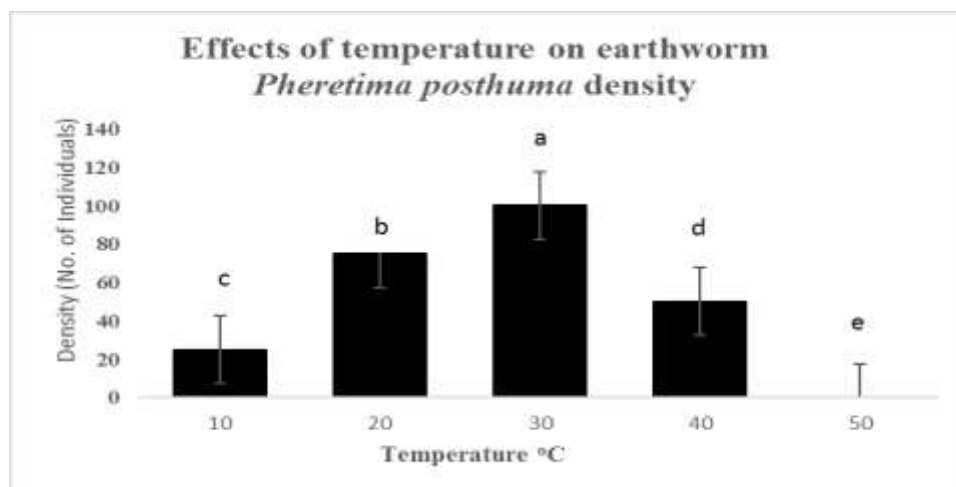 Effects of temperature on earthworm
Pheretima posthuma density
Density (No. of Individuals)
140
120
100
80
60
40
20
0
a
b
c
d
e
10 20 30 40 50
Temperature ᵒC